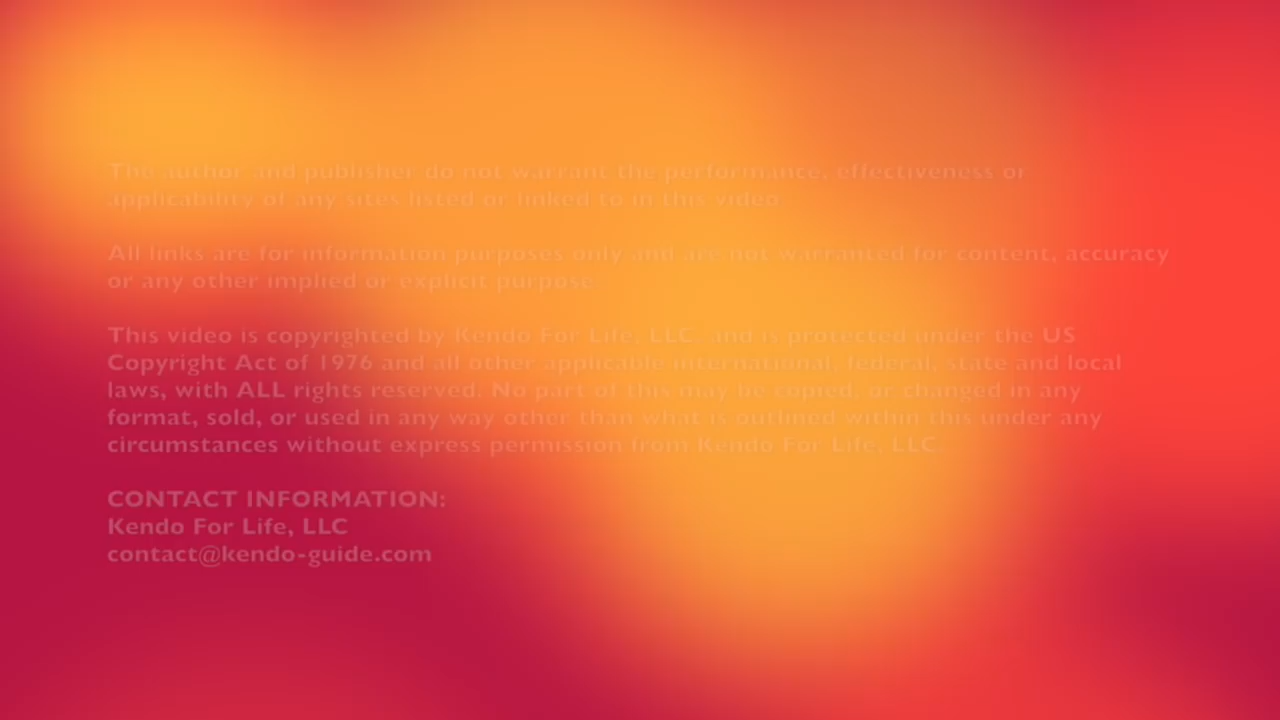 The author and publisher do not warrant the performance, effectiveness or
applicability of any sites listed or linked to in this video.
All links are for information purposes only and are not warranted for content, accuracy
or any other implied or explicit purpose.
This video is copyrighted by Kendo For Life, LLC, and is protected under the US
Copyright Act of 1976 and all other applicable international, federal, state and local
laws, with ALL rights reserved. No part of this may be copied, or changed in any
format, sold, or used in any way other than what is outlined within this under any
circumstances without express permission from Kendo For Life, LLC.
CONTACT INFORMATION:
Kendo For Life, LLC
contact@kendo-guide.com